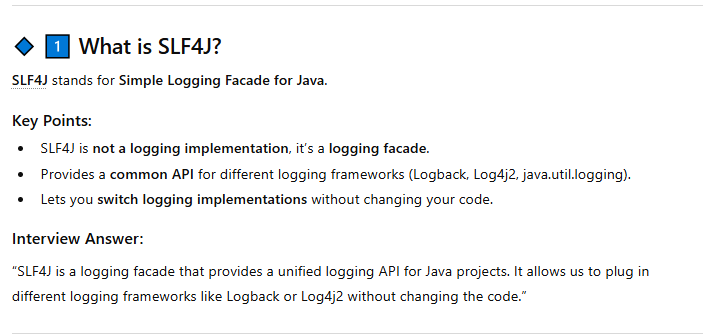 🔹 1️⃣ What is SLF4J?
SLF4J stands for Simple Logging Facade for Java.
Key Points:
• SLF4J is not a logging implementation, it’s a logging facade.
• Provides a common API for different logging frameworks (Logback, Log4j2, java.util.logging).
• Lets you switch logging implementations without changing your code.
Interview Answer:
“SLF4J is a logging facade that provides a unified logging API for Java projects. It allows us to plug in
different logging frameworks like Logback or Log4j2 without changing the code.”